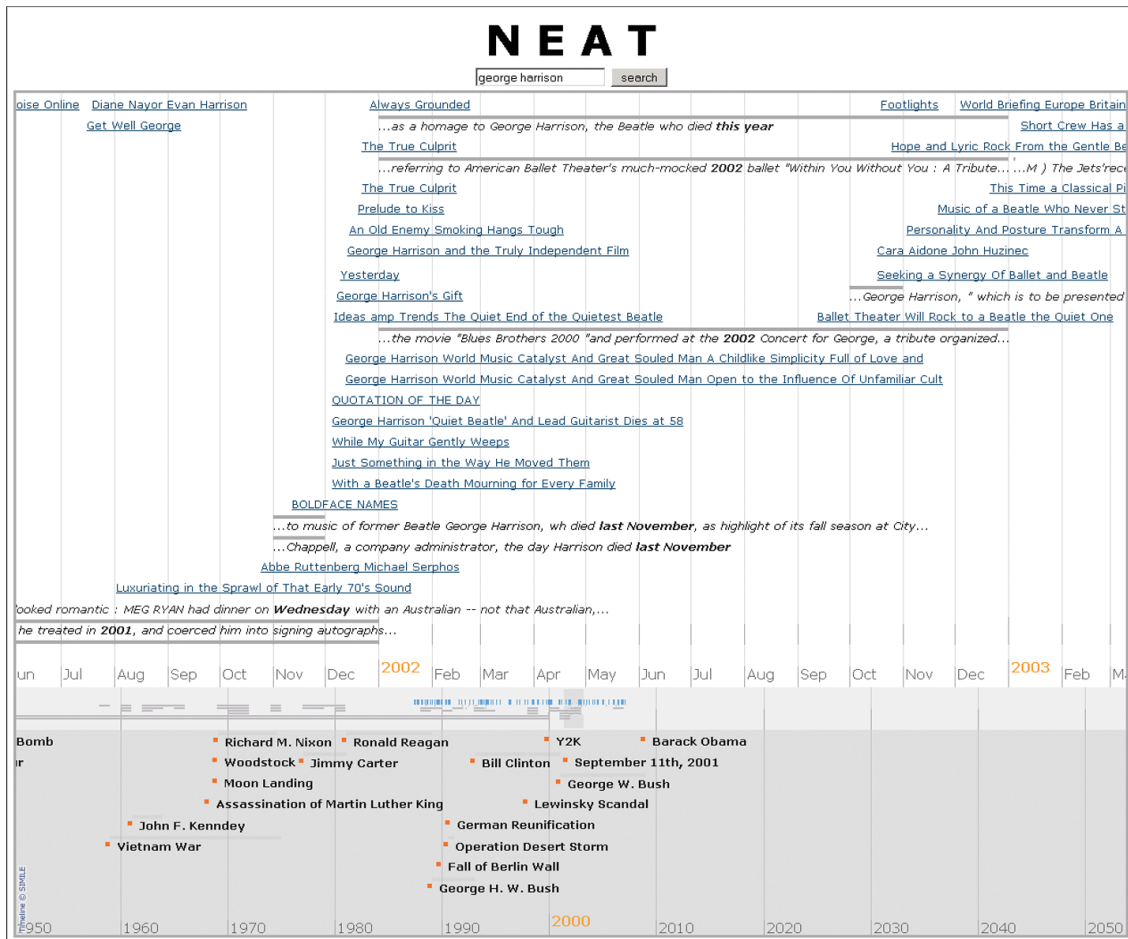 N E A T
george harrison search
oise Online Diane Nayor Evan Harrison Always Grounded Footlights World Briefing Europe Britain
Get Well George ...as a homage to George Harrison, the Beatle who died this year Short Crew Has a
The True Culprit Hope and Lyric Rock From the Gentle Be
...referring to American Ballet Theater's much-mocked 2002 ballet "Within You Without You : A Tribute... ...M ) The Jets'rece
The True Culprit This Time a Classical Pi
Prelude to Kiss Music of a Beatle Who Never St
An Old Enemy Smoking Hangs Tough Personality And Posture Transform A
George Harrison and the Truly Independent Film Cara Aidone John Huzinec
Yesterday Seeking a Synergy Of Ballet and Beatle
George Harrison's Gift ...George Harrison, " which is to be presented
Ideas amp Trends The Quiet End of the Quietest Beatle Ballet Theater Will Rock to a Beatle the Quiet One
...the movie "Blues Brothers 2000 "and performed at the 2002 Concert for George, a tribute organized...
George Harrison World Music Catalyst And Great Souled Man A Childlike Simplicity Full of Love and
George Harrison World Music Catalyst And Great Souled Man Open to the Influence Of Unfamiliar Cult
QUOTATION OF THE DAY
George Harrison 'Quiet Beatle' And Lead Guitarist Dies at 58
While My Guitar Gently Weeps
Just Something in the Way He Moved Them
With a Beatle's Death Mourning for Every Family
BOLDFACE NAMES
...to music of former Beatle George Harrison, wh died last November, as highlight of its fall season at City...
...Chappell, a company administrator, the day Harrison died last November
Abbe Ruttenberg Michael Serphos
Luxuriating in the Sprawl of That Early 70's Sound
looked romantic : MEG RYAN had dinner on Wednesday with an Australian -- not that Australian,...
he treated in 2001, and coerced him into signing autographs...
un Jul Aug Sep Oct Nov Dec 2002 Feb Mar Apr May Jun Jul Aug Sep Oct Nov Dec 2003 Feb Ma
Bomb Richard M. Nixon Ronald Reagan Y2K Barack Obama
r Woodstock Jimmy Carter Bill Clinton September 11th, 2001
Moon Landing George W. Bush
Assassination of Martin Luther King Lewinsky Scandal
John F. Kenndey German Reunification
Vietnam War Operation Desert Storm
Fall of Berlin Wall
George H. W. Bush
Timeline © SIMILE
1950 1960 1970 1980 1990 2000 2010 2020 2030 2040 2050